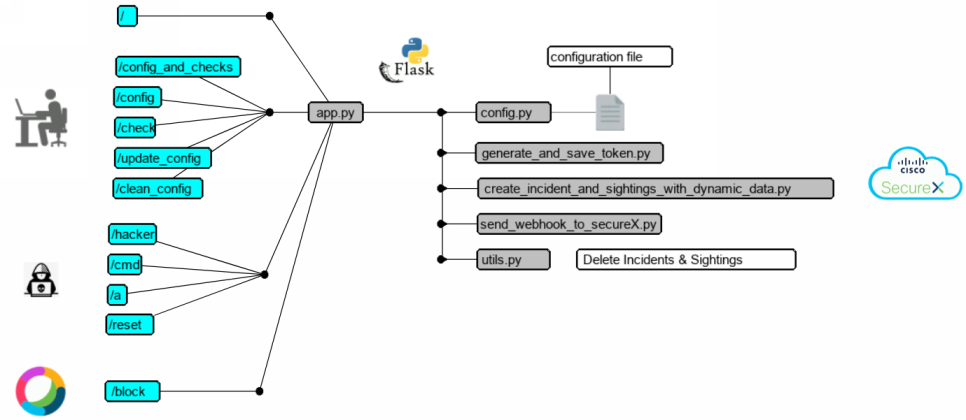 /
/config_and_checks
/config
/check
/update_config
/clean_config
/hacker
/cmd
/a
/reset
/block
app.py
Flask
configuration file
config.py
generate_and_save_token.py
create_incident_and_sightings_with_dynamic_data.py
send_webhook_to_secureX.py
utils.py
Delete Incidents & Sightings
CISCO
SecureX